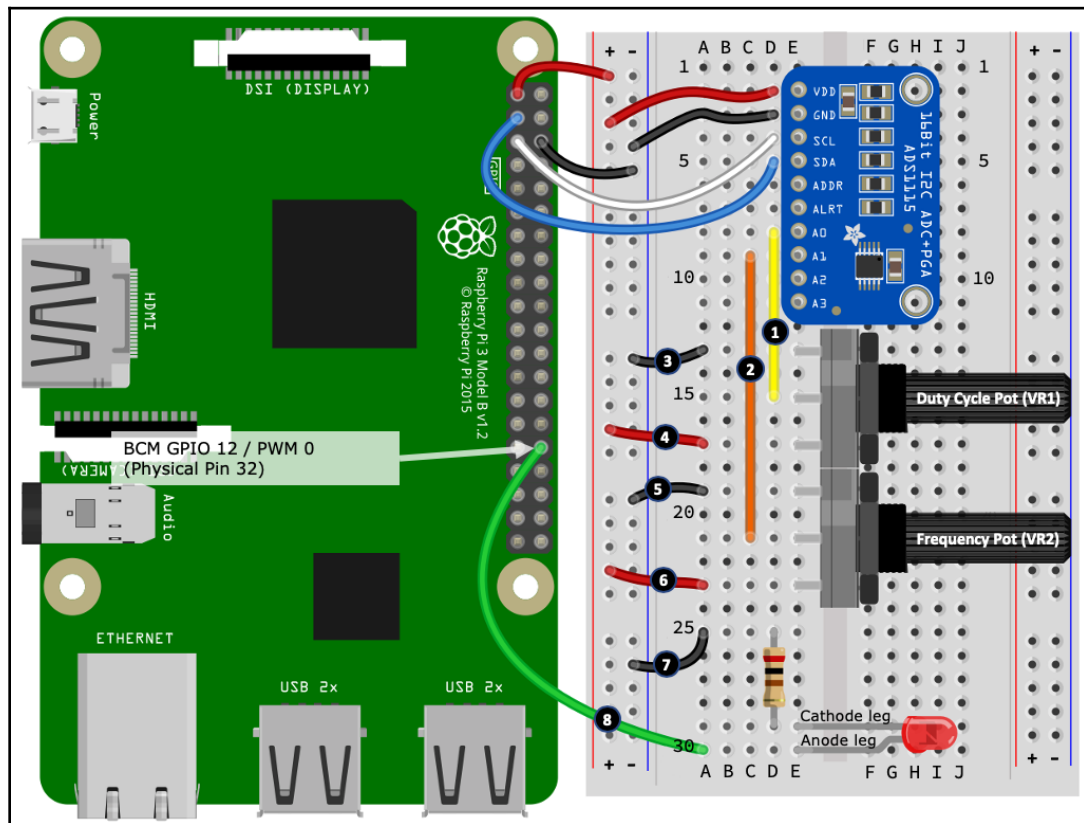 DSI (DISPLAY)
Power
HDMI
Raspberry Pi 3 Model B v1.2
© Raspberry Pi 2015
BCM GPIO 12 / PWM 0
(Physical Pin 32)
Audio
ETHERNET
USB 2x
USB 2x
+ -
A B C D E
F G H I J
+ -
1
1
5
5
10
10
15
20
25
30
VDD
GND
SCL
SDA
ADDR
ALRT
A0
A1
A2
A3
16Bit I2C ADC+PGA
ADS1115
1
2
3
4
5
6
7
8
Duty Cycle Pot (VR1)
Frequency Pot (VR2)
Cathode leg
Anode leg
+ -
A B C D E
F G H I J
+ -